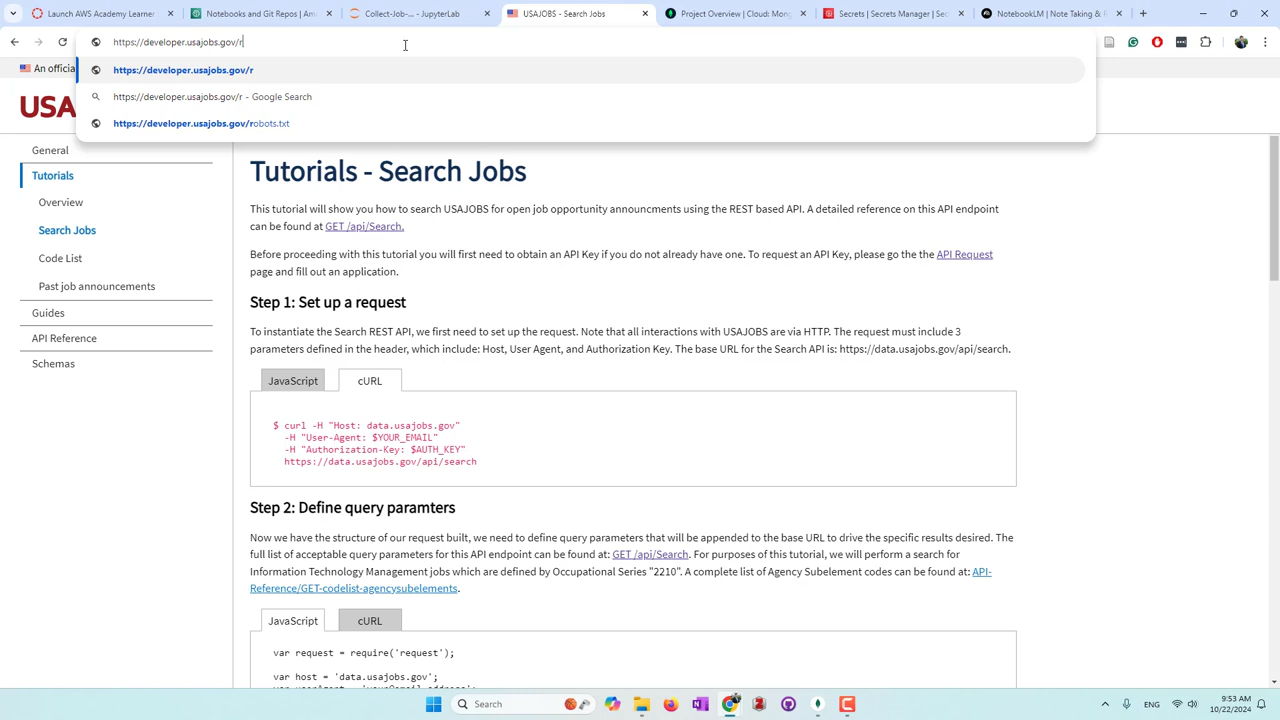 Launch AWS Academy Learner
Notebooks and Git Repos | Am
Collect-Job-... - JupyterLab
USAJOBS - Search Jobs
Project Overview | Cloud: Mong
Secrets | Secrets Manager | 
NotebookLM | Note Taking &
https://developer.usajobs.gov/r
An official
https://developer.usajobs.gov/r
https://developer.usajobs.gov/r - Google Search
https://developer.usajobs.gov/robots.txt
USA
General
Tutorials
Overview
Search Jobs
Code List
Past job announcements
Guides
API Reference
Schemas
Tutorials - Search Jobs
This tutorial will show you how to search USAJOBS for open job opportunity announcments using the REST based API. A detailed reference on this API endpoint
can be found at GET /api/Search.
Before proceeding with this tutorial you will first need to obtain an API Key if you do not already have one. To request an API Key, please go the the API Request
page and fill out an application.
Step 1: Set up a request
To instantiate the Search REST API, we first need to set up the request. Note that all interactions with USAJOBS are via HTTP. The request must include 3
parameters defined in the header, which include: Host, User Agent, and Authorization Key. The base URL for the Search API is: https://data.usajobs.gov/api/search.
JavaScript cURL
$ curl -H "Host: data.usajobs.gov"
-H "User-Agent: $YOUR_EMAIL"
-H "Authorization-Key: $AUTH_KEY"
https://data.usajobs.gov/api/search
Step 2: Define query paramters
Now we have the structure of our request built, we need to define query parameters that will be appended to the base URL to drive the specific results desired. The
full list of acceptable query parameters for this API endpoint can be found at: GET /api/Search. For purposes of this tutorial, we will perform a search for
Information Technology Management jobs which are defined by Occupational Series "2210". A complete list of Agency Subelement codes can be found at: API-
Reference/GET-codelist-agencysubelements.
JavaScript cURL
var request = require('request');
var host = 'data.usajobs.gov';
Search
ENG
9:53 AM
10/22/2024